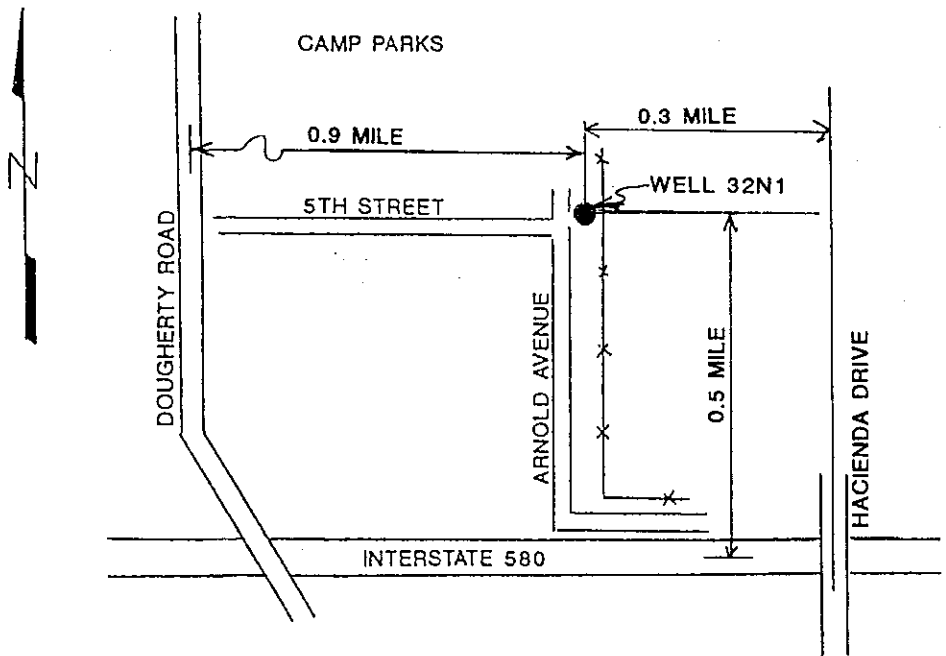 CAMP PARKS
0.3 MILE
0.9 MILE
N
WELL 32N1
5TH STREET
DOUGHERTY ROAD
ARNOLD AVENUE
0.5 MILE
HACIENDA DRIVE
INTERSTATE 580